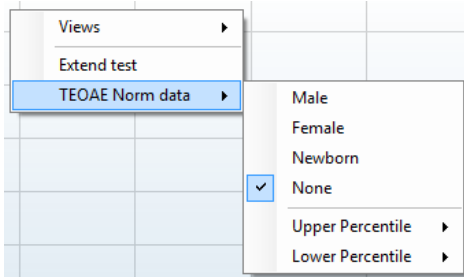 Views
Extend test
TEOAE Norm data
Male
Female
Newborn
None
Upper Percentile
Lower Percentile